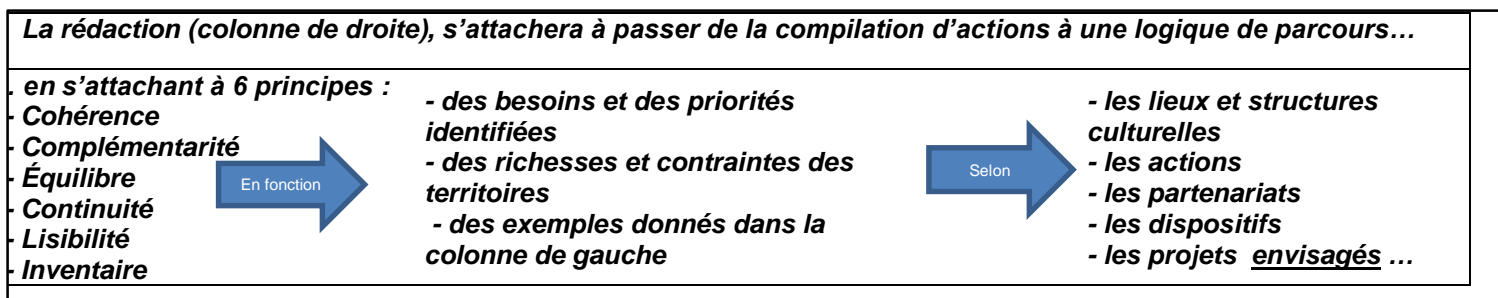 La rédaction (colonne de droite), s’attachera à passer de la compilation d’actions à une logique de parcours…
. en s’attachant à 6 principes :
- Cohérence
- Complémentarité
- Équilibre
- Continuité
- Lisibilité
- Inventaire
En fonction
- des besoins et des priorités
identifiées
- des richesses et contraintes des
territoires
- des exemples donnés dans la
colonne de gauche
Selon
- les lieux et structures
culturelles
- les actions
- les partenariats
- les dispositifs
- les projets envisagés …